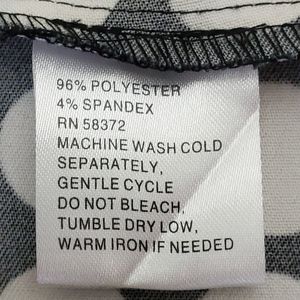 96% POLYESTER
4% SPANDEX
RN 58372
MACHINE WASH COLD
SEPARATELY,
GENTLE CYCLE
DO NOT BLEACH,
TUMBLE DRY LOW,
WARM IRON IF NEEDED